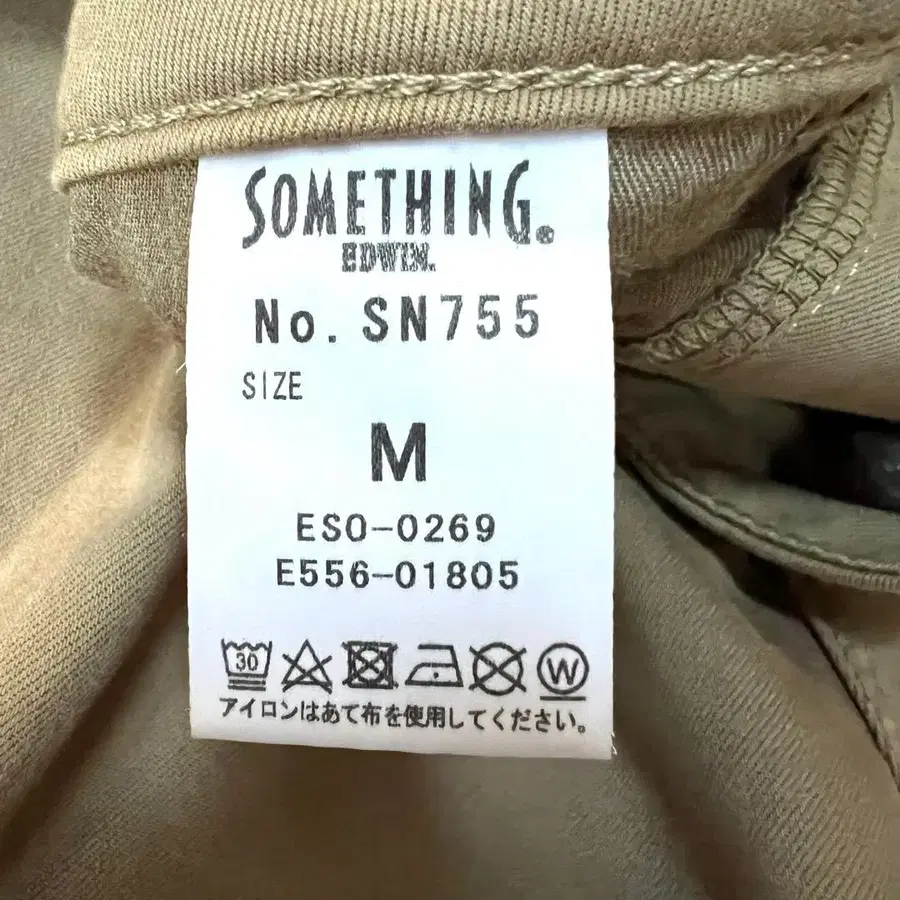 SOMETHING.
EDWIN.
No. SN755
SIZE
M
ESO-0269
E556-01805
30
W
アイロンはあて布を使用してください。